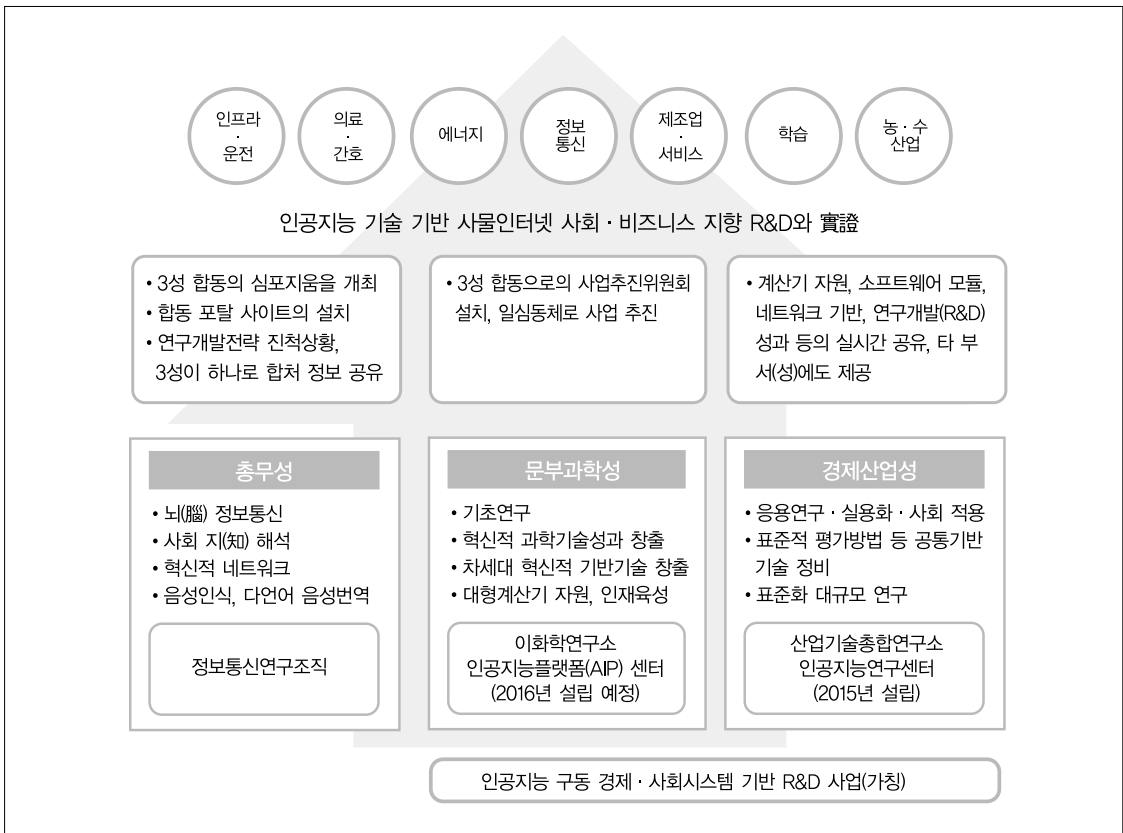 인프라
·
운전
의료
·
간호
에너지
정보
통신
제조업
·
서비스
학습
농 · 수
산업
인공지능 기술 기반 사물인터넷 사회 · 비즈니스 지향 R&D와 實證
• 3성 합동의 심포지움을 개최
• 합동 포탈 사이트의 설치
• 연구개발전략 진척상황,
3성이 하나로 합처 정보 공유
• 3성 합동으로의 사업추진위원회
설치, 일심동체로 사업 추진
• 계산기 자원, 소프트웨어 모듈,
네트워크 기반, 연구개발(R&D)
성과 등의 실시간 공유, 타 부
서(성)에도 제공
총무성
• 뇌(腦) 정보통신
• 사회 지(知) 해석
• 혁신적 네트워크
• 음성인식, 다언어 음성번역
정보통신연구조직
문부과학성
• 기초연구
• 혁신적 과학기술성과 창출
• 차세대 혁신적 기반기술 창출
• 대형계산기 자원, 인재육성
이화학연구소
인공지능플랫폼(AIP) 센터
(2016년 설립 예정)
경제산업성
• 응용연구 · 실용화 · 사회 적용
• 표준적 평가방법 등 공통기반
기술 정비
• 표준화 대규모 연구
산업기술총합연구소
인공지능연구센터
(2015년 설립)
인공지능 구동 경제 · 사회시스템 기반 R&D 사업(가칭)